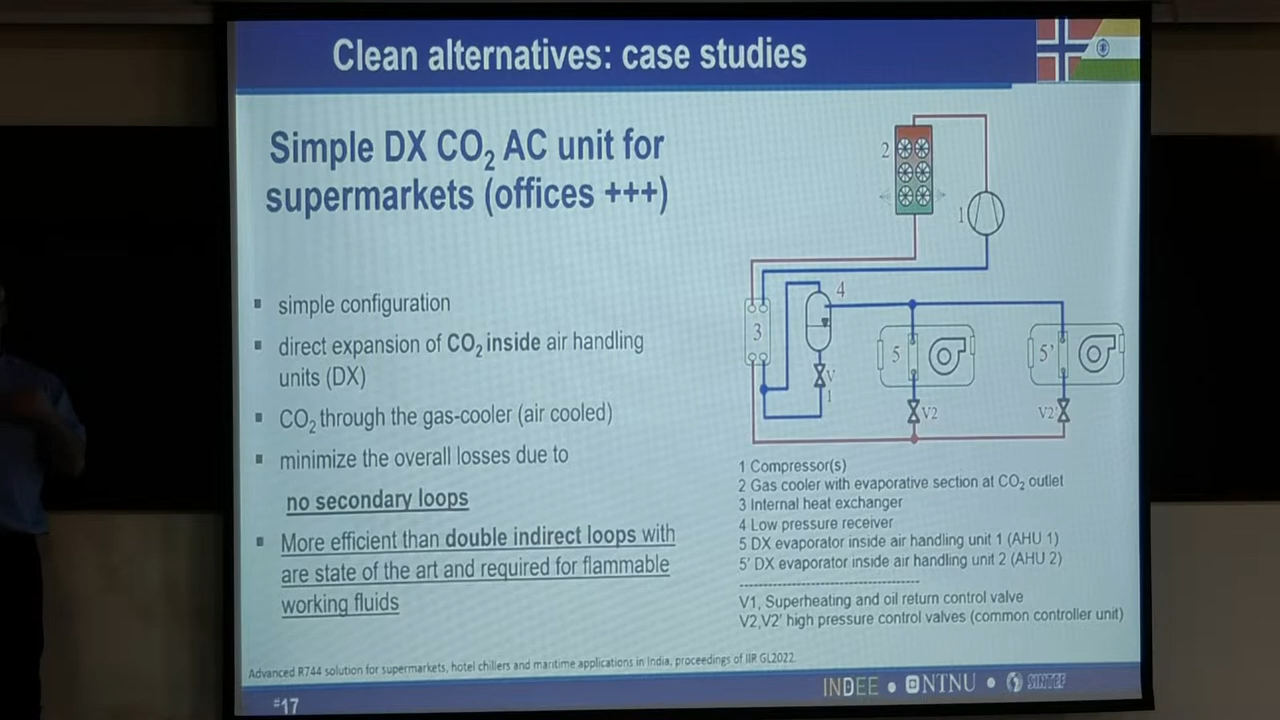 Clean alternatives: case studies
Simple DX CO₂ AC unit for
supermarkets (offices +++)
▪ simple configuration
▪ direct expansion of CO₂ inside air handling
units (DX)
▪ CO₂ through the gas-cooler (air cooled)
▪ minimize the overall losses due to
no secondary loops
▪ More efficient than double indirect loops with
are state of the art and required for flammable
working fluids
2
1
4
3
5
5'
V
1
V2
V2'
1 Compressor(s)
2 Gas cooler with evaporative section at CO₂ outlet
3 Internal heat exchanger
4 Low pressure receiver
5 DX evaporator inside air handling unit 1 (AHU 1)
5' DX evaporator inside air handling unit 2 (AHU 2)
------------------------------------
V1, Superheating and oil return control valve
V2,V2' high pressure control valves (common controller unit)
Advanced R744 solution for supermarkets, hotel chillers and maritime applications in India, proceedings of IIR GL2022.
#17
INDEE • NTNU • SINTEF